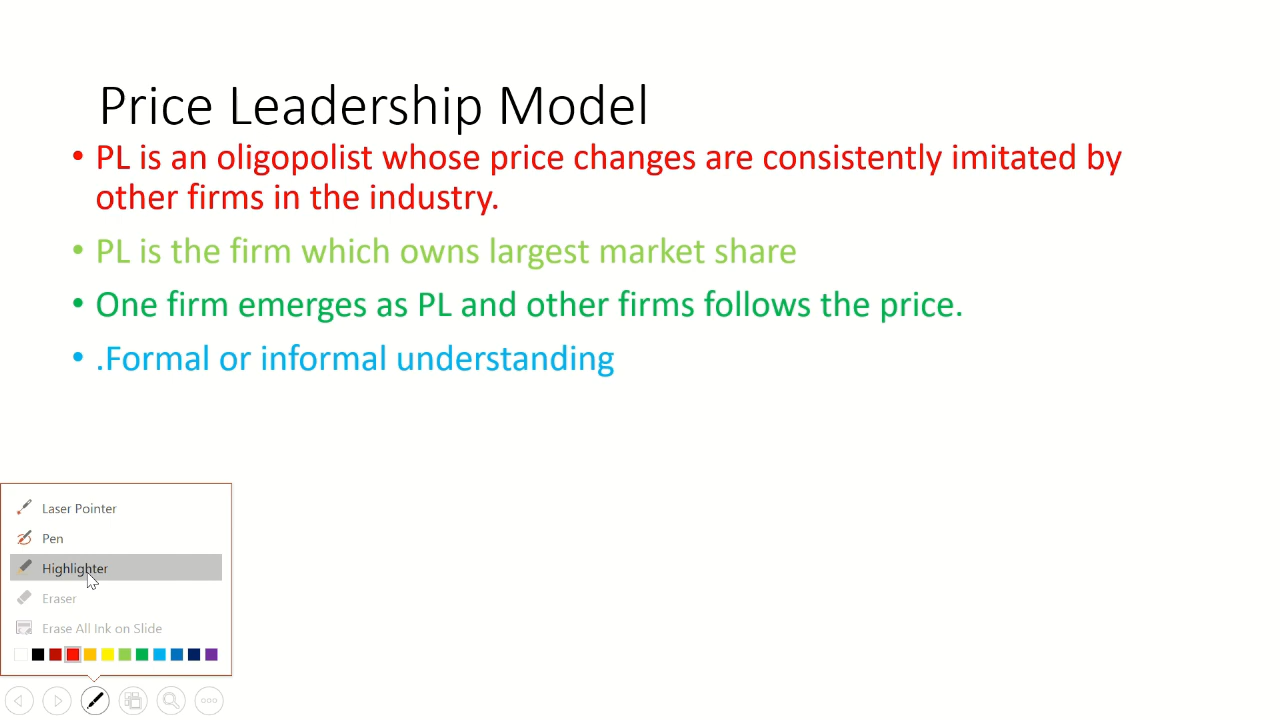 Price Leadership Model
• PL is an oligopolist whose price changes are consistently imitated by
other firms in the industry.
• PL is the firm which owns largest market share
• One firm emerges as PL and other firms follows the price.
• .Formal or informal understanding
Laser Pointer
Pen
Highlighter
Eraser
Erase All Ink on Slide